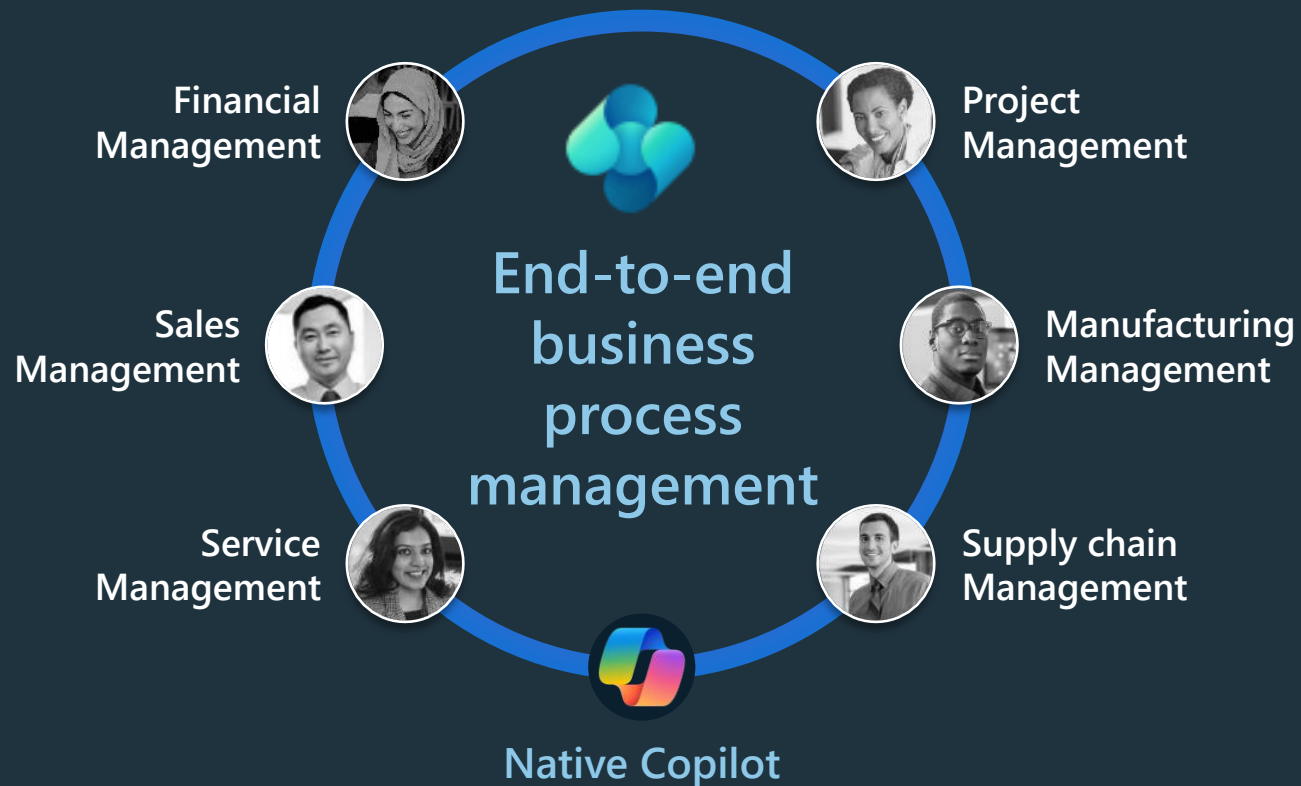 Financial
Management
Project
Management
End-to-end
business
process
management
Sales
Management
Manufacturing
Management
Service
Management
Supply chain
Management
Native Copilot